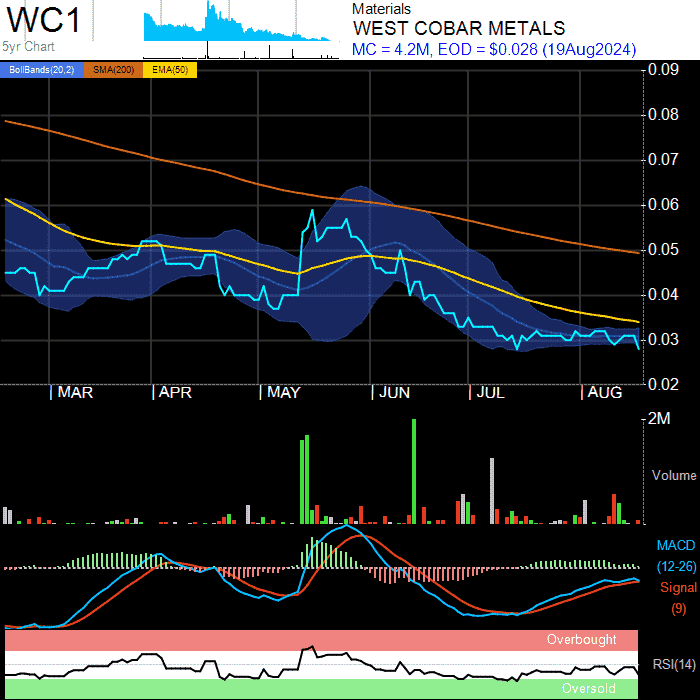 WC1
5yr Chart
Materials
WEST COBAR METALS
MC = 4.2M, EOD = $0.028 (19Aug2024)
BollBands(20,2) SMA(200) EMA(50)
0.09
0.08
0.07
0.06
0.05
0.04
0.03
0.02
MAR APR MAY JUN JUL AUG
2M
Volume
MACD
(12-26)
Signal
(9)
Overbought
RSI(14)
Oversold